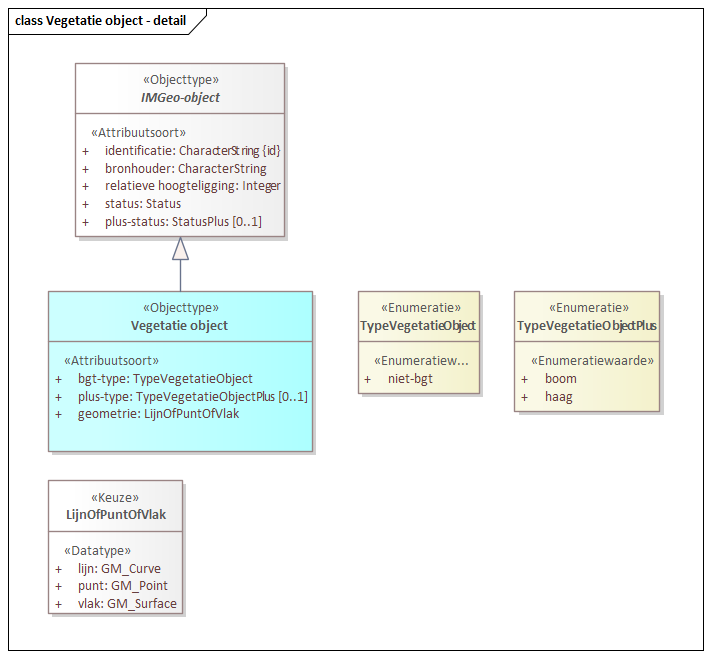 class Vegetatie object - detail
«Objecttype»
IMGeo-object
«Attribuutsoort»
+ identificatie: CharacterString {id}
+ bronhouder: CharacterString
+ relatieve hoogteligging: Integer
+ status: Status
+ plus-status: StatusPlus [0..1]
«Objecttype»
Vegetatie object
«Attribuutsoort»
+ bgt-type: TypeVegetatieObject
+ plus-type: TypeVegetatieObjectPlus [0..1]
+ geometrie: LijnOfPuntOfVlak
«Enumeratie»
TypeVegetatieObject
«Enumeratiew...
+ niet-bgt
«Enumeratie»
TypeVegetatieObjectPlus
«Enumeratiewaarde»
+ boom
+ haag
«Keuze»
LijnOfPuntOfVlak
«Datatype»
+ lijn: GM_Curve
+ punt: GM_Point
+ vlak: GM_Surface